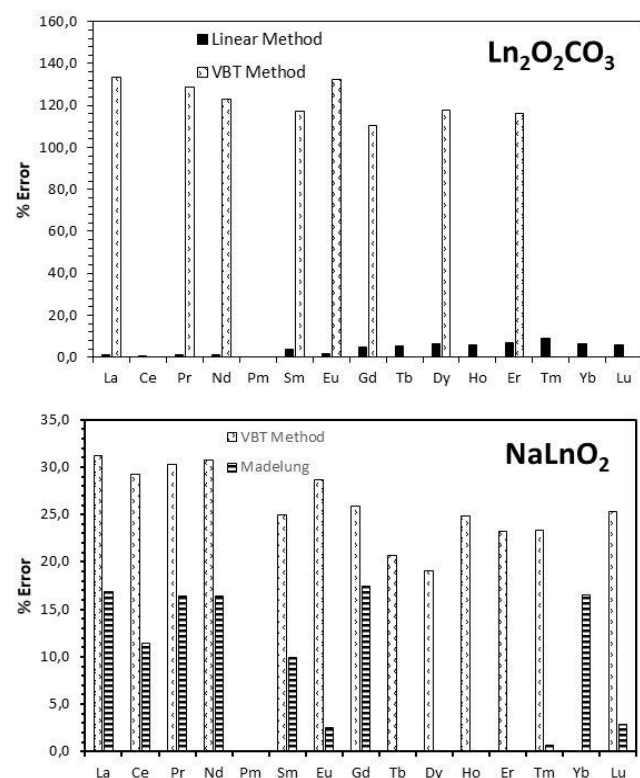 160,0
140,0
120,0
100,0
80,0
60,0
40,0
20,0
0,0
% Error
Linear Method
VBT Method
Ln₂O₂CO₃
La Ce Pr Nd Pm Sm Eu Gd Tb Dy Ho Er Tm Yb Lu
35,0
30,0
25,0
20,0
15,0
10,0
5,0
0,0
% Error
VBT Method
Madelung
NaLnO₂
La Ce Pr Nd Pm Sm Eu Gd Tb Dy Ho Er Tm Yb Lu